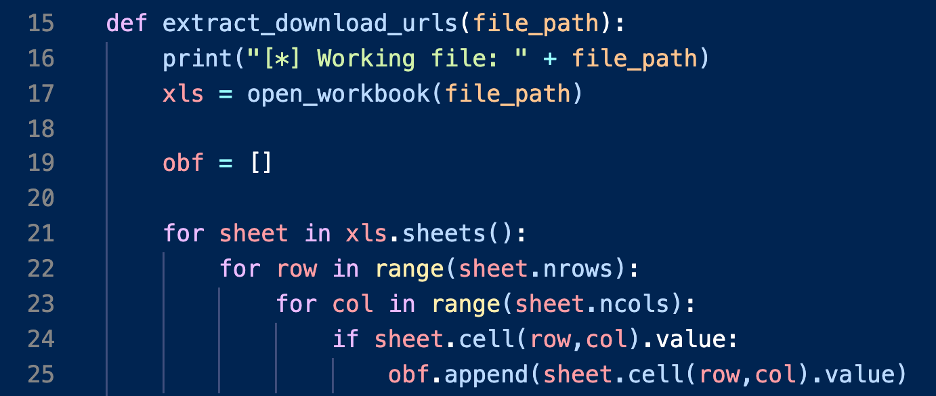 15 def extract_download_urls(file_path):
16     print("[*] Working file: " + file_path)
17     xls = open_workbook(file_path)
18
19     obf = []
20
21     for sheet in xls.sheets():
22         for row in range(sheet.nrows):
23             for col in range(sheet.ncols):
24                 if sheet.cell(row,col).value:
25                     obf.append(sheet.cell(row,col).value)